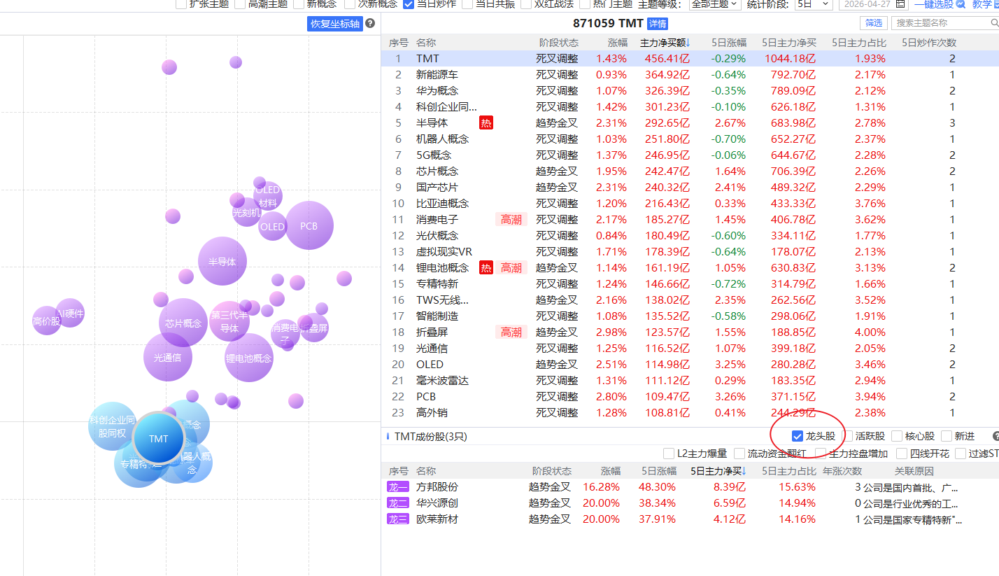 扩张主题 高潮主题 新概念 次新概念 当日炒作 当日共振 双红战法 热门主题 主题等级： 全部主题 统计阶段: 5日 2026-04-27 一键选股 教学
恢复坐标轴 ?
871059 TMT 详情 筛选 搜索主题名称
序号 名称 阶段状态 涨幅 主力净买额↓ 5日涨幅 5日主力净买 5日主力占比 5日炒作次数
1 TMT 死叉调整 1.43% 456.41亿 -0.29% 1044.18亿 1.93% 2
2 新能源车 死叉调整 0.93% 364.92亿 -0.64% 792.70亿 2.17% 1
3 华为概念 死叉调整 1.07% 326.39亿 -0.35% 789.09亿 2.12% 2
4 科创企业同... 死叉调整 1.42% 301.23亿 -0.10% 626.18亿 1.31% 1
5 半导体 热 趋势金叉 2.31% 292.65亿 2.67% 683.98亿 2.78% 3
6 机器人概念 死叉调整 1.03% 251.80亿 -0.70% 652.27亿 2.37% 1
7 5G概念 死叉调整 1.37% 246.95亿 -0.06% 644.67亿 2.28% 2
8 芯片概念 趋势金叉 1.95% 242.47亿 1.64% 706.39亿 2.26% 2
9 国产芯片 趋势金叉 2.31% 240.32亿 2.41% 489.32亿 2.29% 1
10 比亚迪概念 死叉调整 1.20% 216.43亿 0.33% 433.33亿 3.76% 1
11 消费电子 高潮 死叉调整 2.17% 185.27亿 1.45% 406.78亿 3.62% 1
12 光伏概念 死叉调整 0.84% 180.49亿 -0.60% 334.11亿 1.77% 1
13 虚拟现实VR 死叉调整 1.71% 178.39亿 -0.64% 178.07亿 2.13% 1
14 锂电池概念 热 高潮 趋势金叉 1.14% 161.19亿 1.05% 630.83亿 3.13% 2
15 专精特新 死叉调整 1.24% 146.66亿 -0.72% 314.79亿 1.66% 1
16 TWS无线... 死叉调整 2.16% 138.02亿 2.35% 262.56亿 3.52% 1
17 智能制造 死叉调整 1.08% 135.52亿 -0.58% 298.06亿 1.91% 1
18 折叠屏 高潮 趋势金叉 2.98% 123.57亿 1.55% 188.85亿 4.00% 1
19 光通信 死叉调整 1.25% 116.52亿 1.07% 399.18亿 2.05% 2
20 OLED 趋势金叉 2.51% 114.98亿 3.25% 280.28亿 3.46% 2
21 毫米波雷达 死叉调整 1.31% 111.12亿 0.29% 183.35亿 2.94% 1
22 PCB 死叉调整 2.80% 109.47亿 3.26% 371.15亿 3.94% 2
23 高外销 死叉调整 1.28% 108.81亿 0.41% 244.29亿 2.38% 1
TMT成份股(3只) 龙头股 活跃股 核心股 新进 ?
L2主力爆量 流动资金翻红 主力控盘增加 四线开花 过滤ST
序号 名称 阶段状态 涨幅 5日涨幅 5日主力净买↓ 5日主力占比 年涨次数 关联原因
龙一 方邦股份 趋势金叉 16.28% 48.30% 8.39亿 15.63% 3 公司是国内首批、广...
龙二 华兴源创 趋势金叉 20.00% 38.34% 6.59亿 14.94% 0 公司是行业优秀的工...
龙三 欧莱新材 趋势金叉 20.00% 37.91% 4.12亿 14.16% 1 公司是国家专精特新"...
OLED
材料
光刻机
OLED
PCB
半导体
AI硬件
高价股
芯片概念
第三代半
导体
消费电
子
折叠屏
光通信
锂电池概念
科创企业同
股同权
概念
TMT
专精特新
机器人概
念